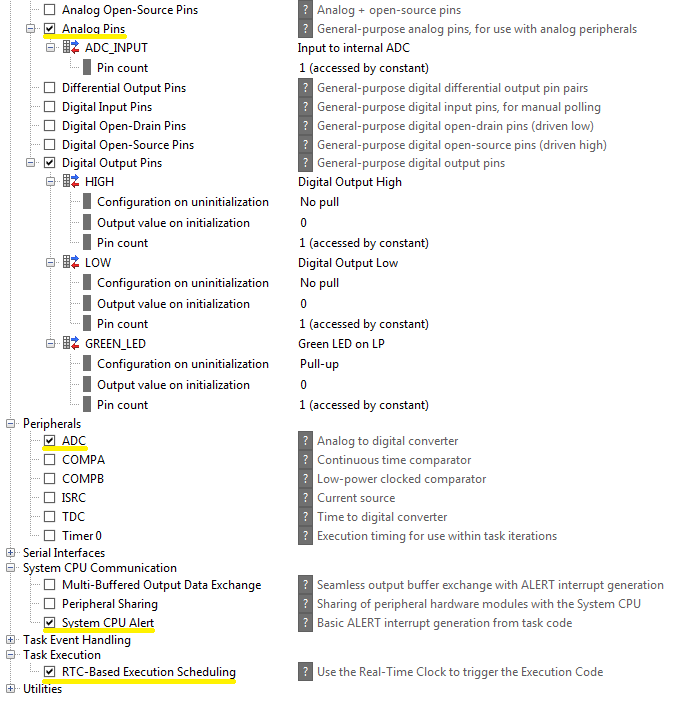 Analog Open-Source Pins ? Analog + open-source pins
Analog Pins ? General-purpose analog pins, for use with analog peripherals
ADC_INPUT Input to internal ADC
Pin count 1 (accessed by constant)
Differential Output Pins ? General-purpose digital differential output pin pairs
Digital Input Pins ? General-purpose digital input pins, for manual polling
Digital Open-Drain Pins ? General-purpose digital open-drain pins (driven low)
Digital Open-Source Pins ? General-purpose digital open-source pins (driven high)
Digital Output Pins ? General-purpose digital output pins
HIGH Digital Output High
Configuration on uninitialization No pull
Output value on initialization 0
Pin count 1 (accessed by constant)
LOW Digital Output Low
Configuration on uninitialization No pull
Output value on initialization 0
Pin count 1 (accessed by constant)
GREEN_LED Green LED on LP
Configuration on uninitialization Pull-up
Output value on initialization 0
Pin count 1 (accessed by constant)
Peripherals
ADC ? Analog to digital converter
COMPA ? Continuous time comparator
COMPB ? Low-power clocked comparator
ISRC ? Current source
TDC ? Time to digital converter
Timer 0 ? Execution timing for use within task iterations
Serial Interfaces
System CPU Communication
Multi-Buffered Output Data Exchange ? Seamless output buffer exchange with ALERT interrupt generation
Peripheral Sharing ? Sharing of peripheral hardware modules with the System CPU
System CPU Alert ? Basic ALERT interrupt generation from task code
Task Event Handling
Task Execution
RTC-Based Execution Scheduling ? Use the Real-Time Clock to trigger the Execution Code
Utilities